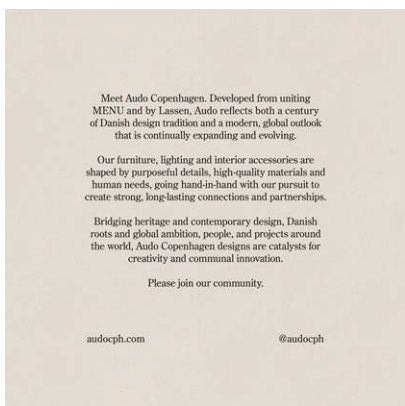 Meet Audo Copenhagen. Developed from uniting
MENU and by Lassen, Audo reflects both a century
of Danish design tradition and a modern, global outlook
that is continually expanding and evolving.
Our furniture, lighting and interior accessories are
shaped by purposeful details, high-quality materials and
human needs, going hand-in-hand with our pursuit to
create strong, long-lasting connections and partnerships.
Bridging heritage and contemporary design, Danish
roots and global ambition, people, and projects around
the world, Audo Copenhagen designs are catalysts for
creativity and communal innovation.
Please join our community.
audocph.com
@audocph